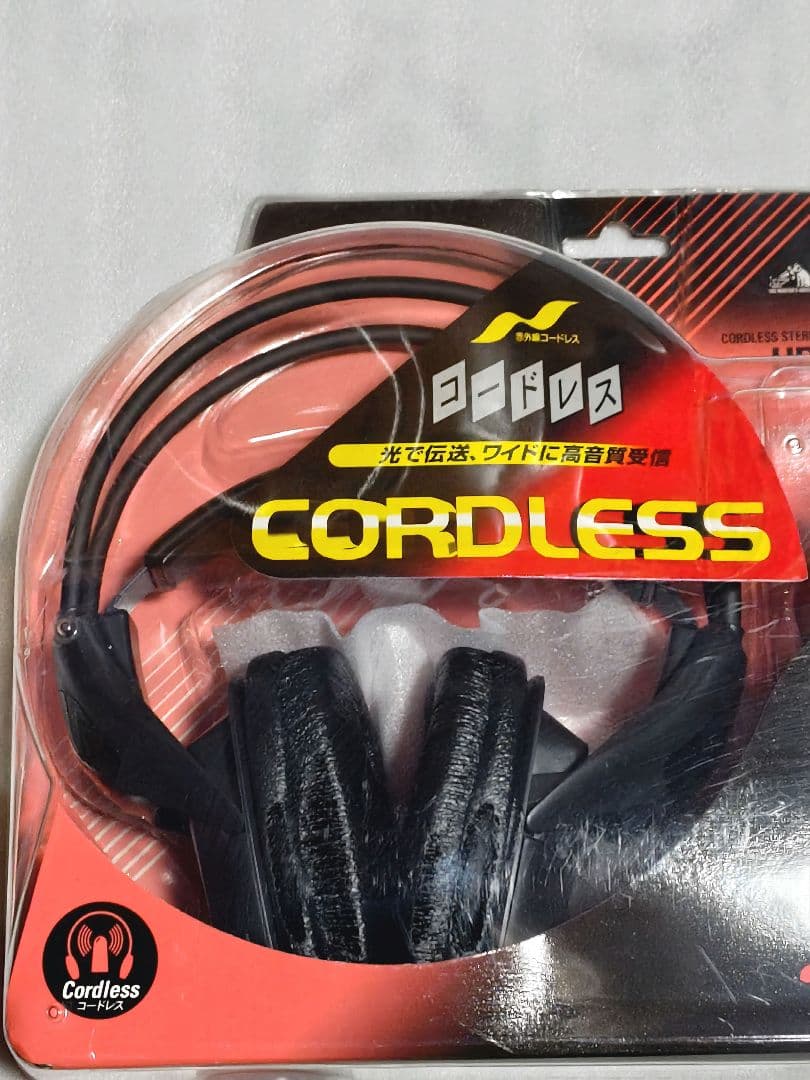 CORDLESS STER
赤外線コードレス
コードレス
光で伝送、ワイドに高音質受信
CORDLESS
Cordless
コードレス